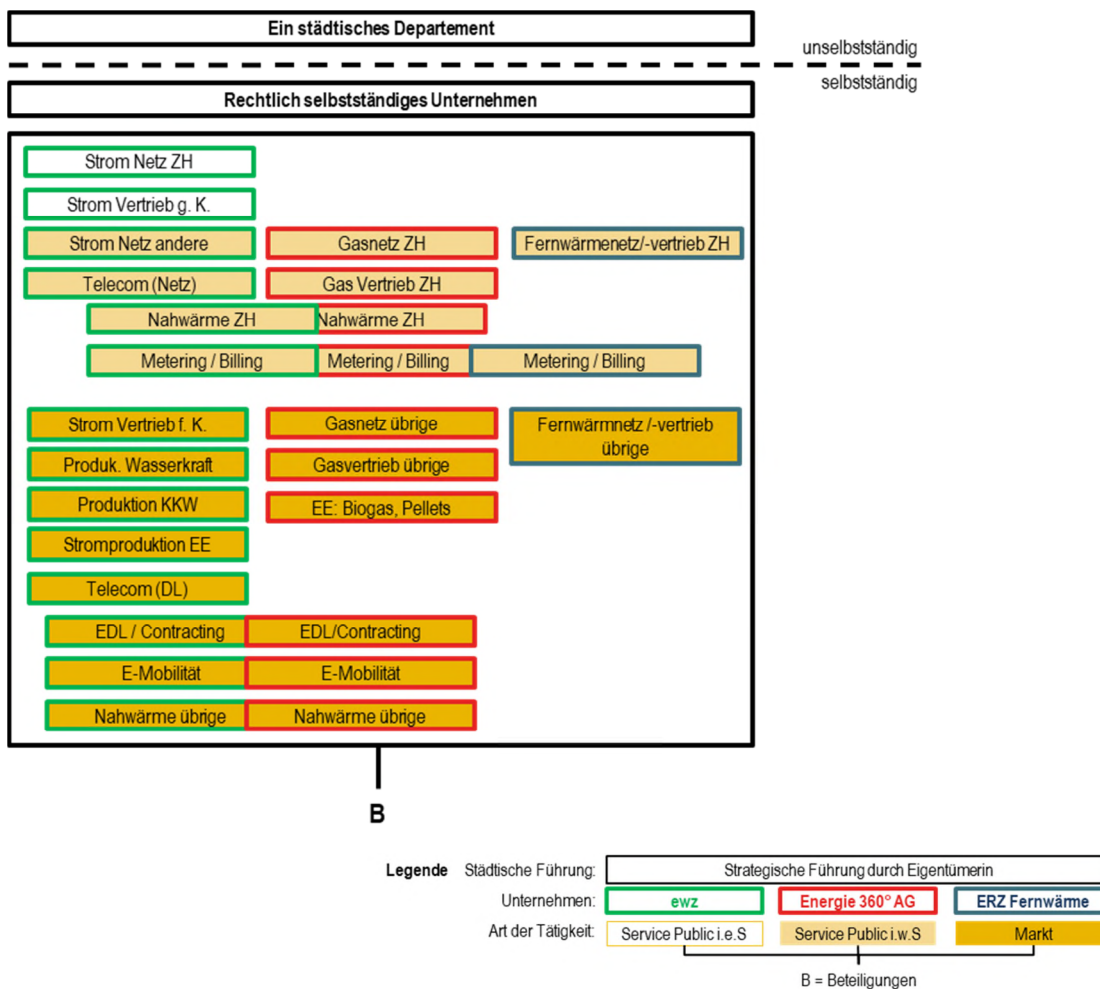 Ein städtisches Departement
unselbstständig
selbstständig
Rechtlich selbstständiges Unternehmen
Strom Netz ZH
Strom Vertrieb g. K.
Strom Netz andere
Gasnetz ZH
Fernwärmenetz/-vertrieb ZH
Telecom (Netz)
Gas Vertrieb ZH
Nahwärme ZH
Nahwärme ZH
Metering / Billing
Metering / Billing
Metering / Billing
Strom Vertrieb f. K.
Gasnetz übrige
Fernwärmnetz /-vertrieb
übrige
Produk. Wasserkraft
Gasvertrieb übrige
Produktion KKW
EE: Biogas, Pellets
Stromproduktion EE
Telecom (DL)
EDL / Contracting
EDL/Contracting
E-Mobilität
E-Mobilität
Nahwärme übrige
Nahwärme übrige
B
Legende
Städtische Führung:
Strategische Führung durch Eigentümerin
Unternehmen:
ewz
Energie 360° AG
ERZ Fernwärme
Art der Tätigkeit:
Service Public i.e.S
Service Public i.w.S
Markt
B = Beteiligungen